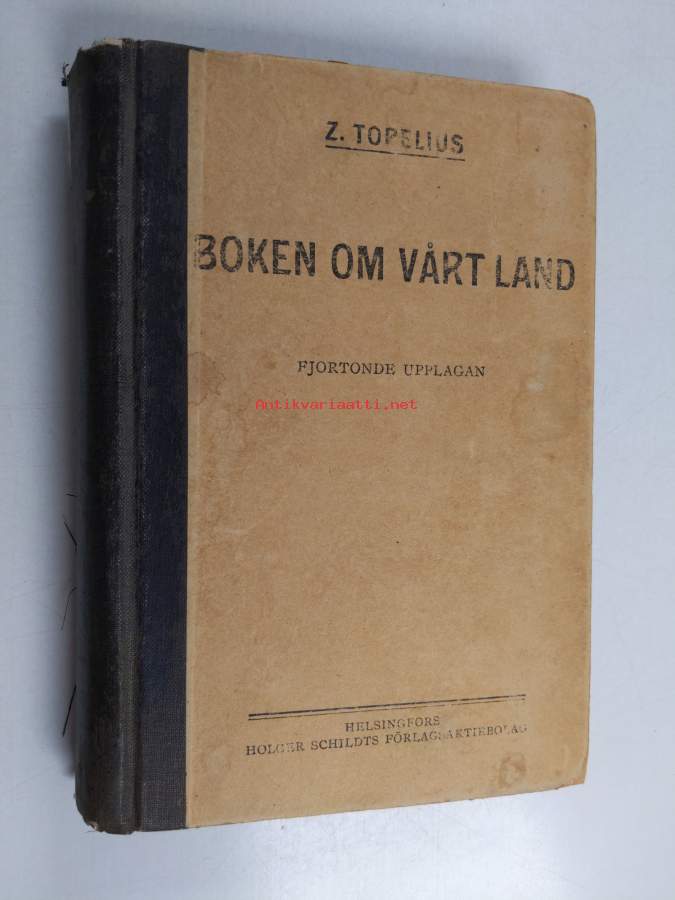 Z. TOPELIUS
BOKEN OM VÅRT LAND
FJORTONDE UPPLAGAN
Antikvariaatti.net
HELSINGFORS
HOLGER SCHILDTS FÖRLAGSAKTIEBOLAG